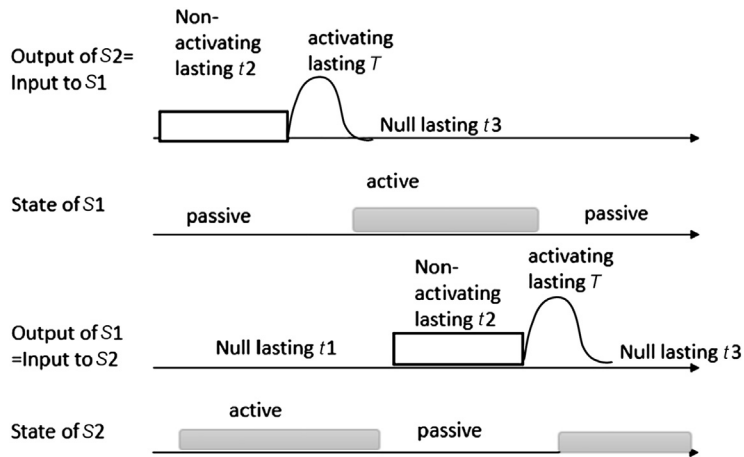 Non-
activating
lasting t2
activating
lasting T
Output of S2=
Input to S1
Null lasting t3
State of S1
passive
active
passive
Non-
activating
lasting t2
activating
lasting T
Output of S1
=Input to S2
Null lasting t1
Null lasting t3
State of S2
active
passive